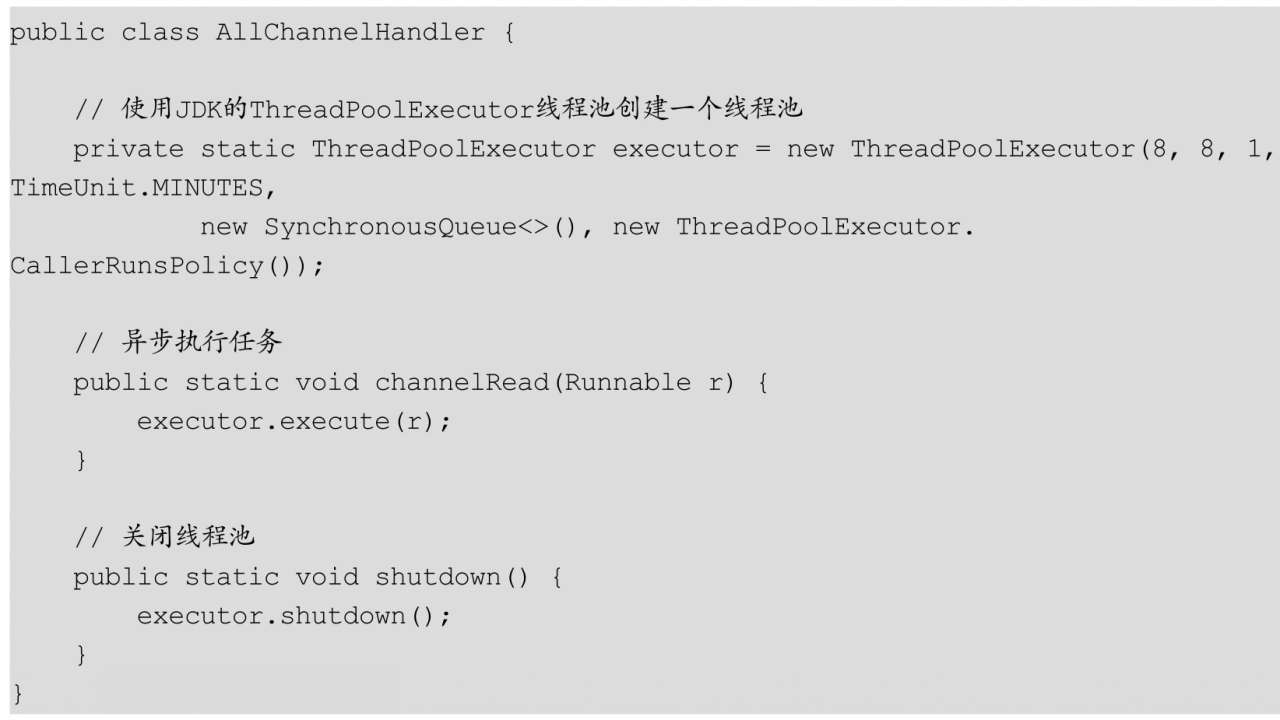 public class AllChannelHandler {
// 使用JDK的ThreadPoolExecutor线程池创建一个线程池
private static ThreadPoolExecutor executor = new ThreadPoolExecutor(8, 8, 1,
TimeUnit.MINUTES,
new SynchronousQueue<>(), new ThreadPoolExecutor.
CallerRunsPolicy());
// 异步执行任务
public static void channelRead(Runnable r) {
executor.execute(r);
}
// 关闭线程池
public static void shutdown() {
executor.shutdown();
}
}